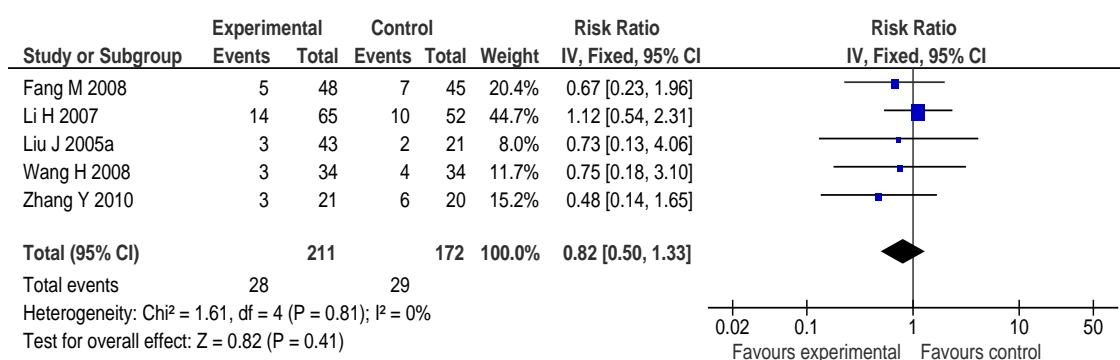 Experimental Control Risk Ratio Risk Ratio
Study or Subgroup Events Total Events Total Weight IV, Fixed, 95% CI IV, Fixed, 95% CI
Fang M 2008 5 48 7 45 20.4% 0.67 [0.23, 1.96]
Li H 2007 14 65 10 52 44.7% 1.12 [0.54, 2.31]
Liu J 2005a 3 43 2 21 8.0% 0.73 [0.13, 4.06]
Wang H 2008 3 34 4 34 11.7% 0.75 [0.18, 3.10]
Zhang Y 2010 3 21 6 20 15.2% 0.48 [0.14, 1.65]
Total (95% CI) 211 172 100.0% 0.82 [0.50, 1.33]
Total events 28 29
Heterogeneity: Chi² = 1.61, df = 4 (P = 0.81); I² = 0%
Test for overall effect: Z = 0.82 (P = 0.41)
0.02 0.1 1 10 50
Favours experimental Favours control